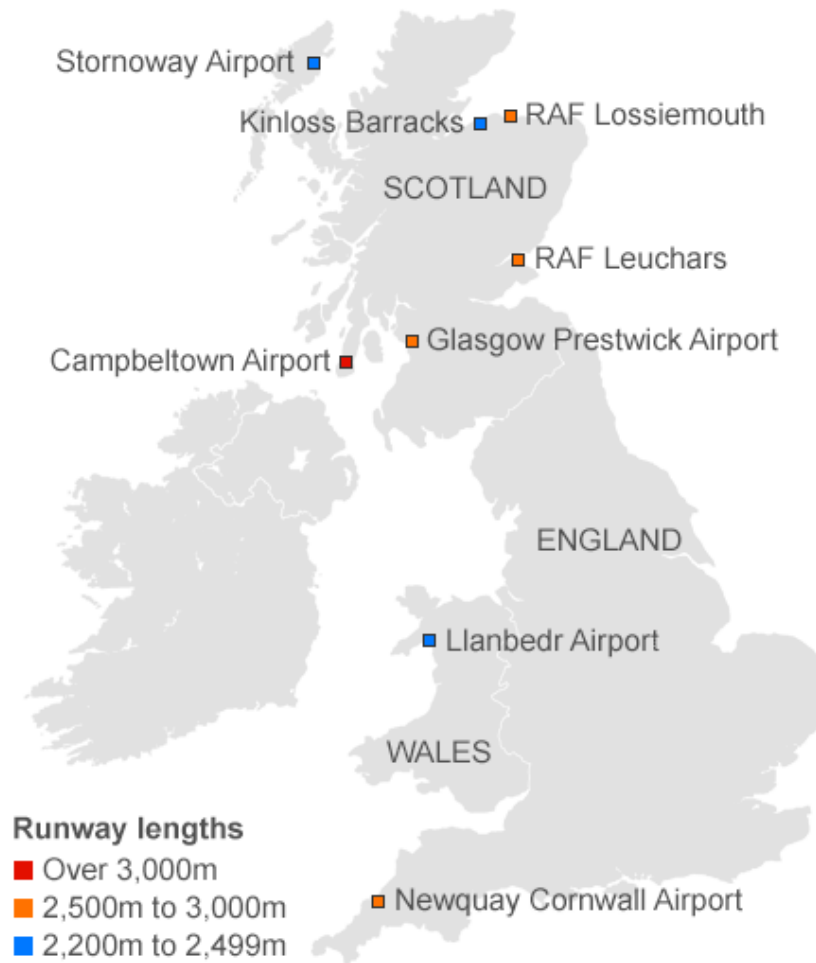 Stornoway Airport
Kinloss Barracks
RAF Lossiemouth
SCOTLAND
RAF Leuchars
Glasgow Prestwick Airport
Campbeltown Airport
ENGLAND
Llanbedr Airport
WALES
Runway lengths
Over 3,000m
2,500m to 3,000m
2,200m to 2,499m
Newquay Cornwall Airport